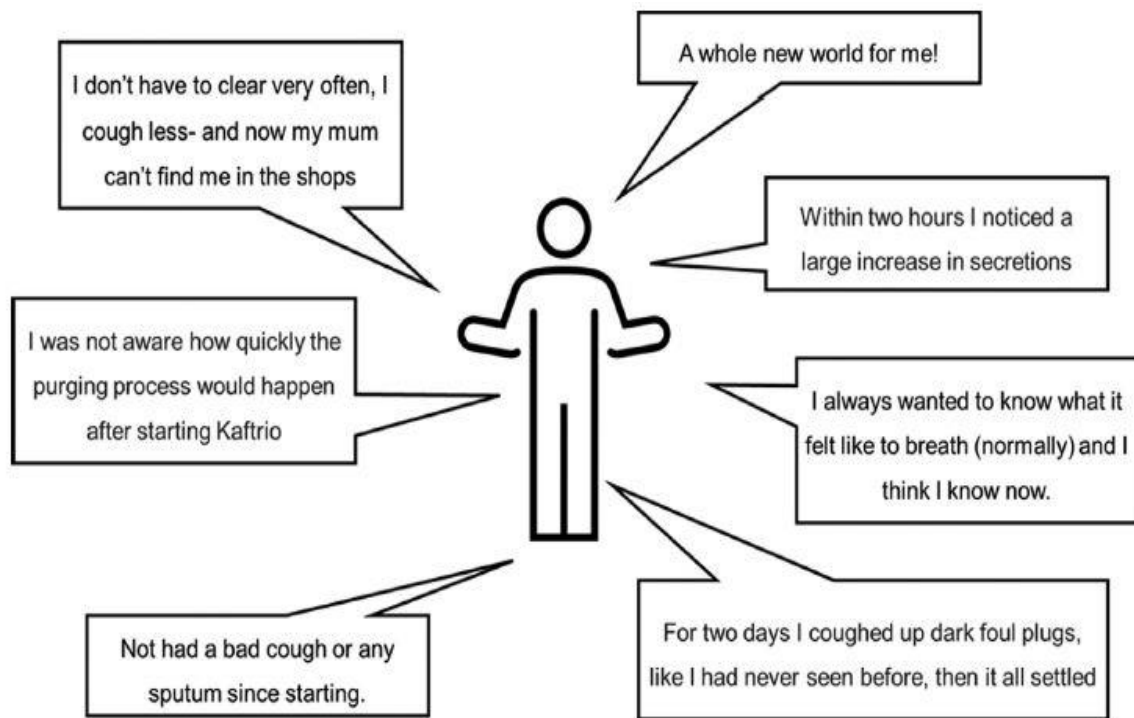 A whole new world for me!
I don't have to clear very often, I
cough less- and now my mum
can't find me in the shops
Within two hours I noticed a
large increase in secretions
I was not aware how quickly the
purging process would happen
after starting Kaftrio
I always wanted to know what it
felt like to breath (normally) and I
think I know now.
Not had a bad cough or any
sputum since starting.
For two days I coughed up dark foul plugs,
like I had never seen before, then it all settled